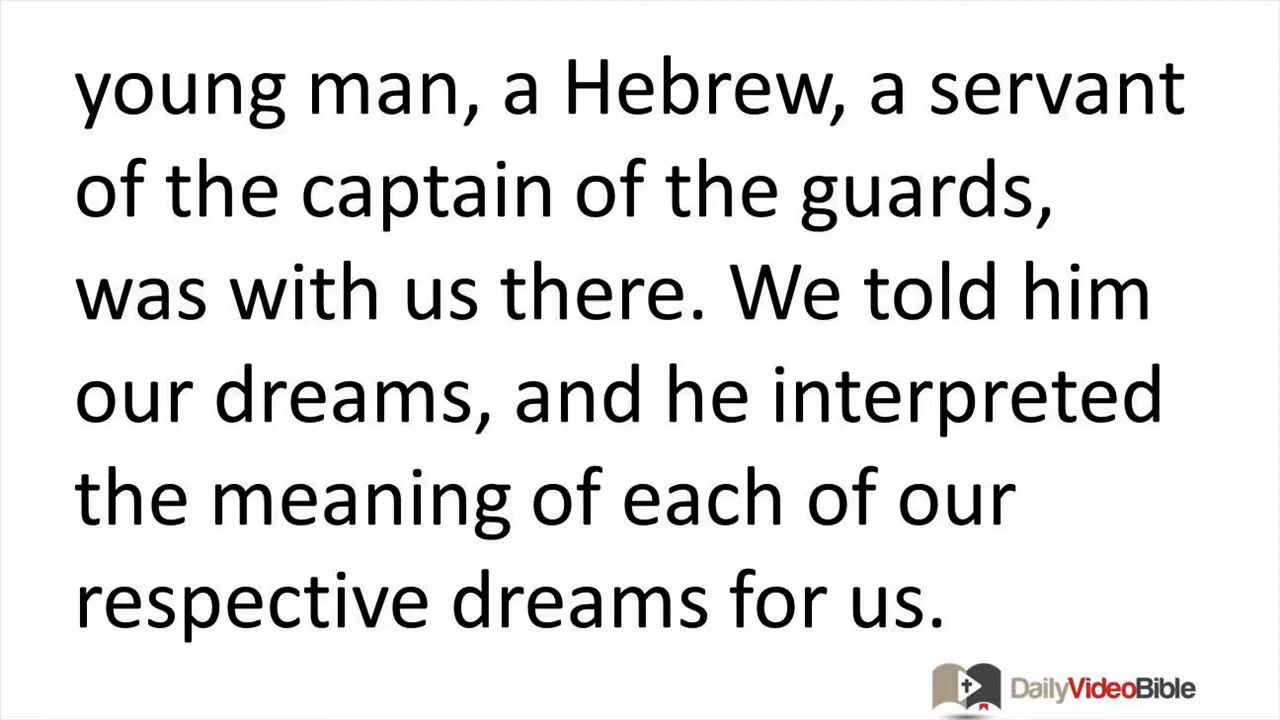 young man, a Hebrew, a servant
of the captain of the guards,
was with us there. We told him
our dreams, and he interpreted
the meaning of each of our
respective dreams for us.
DailyVideoBible